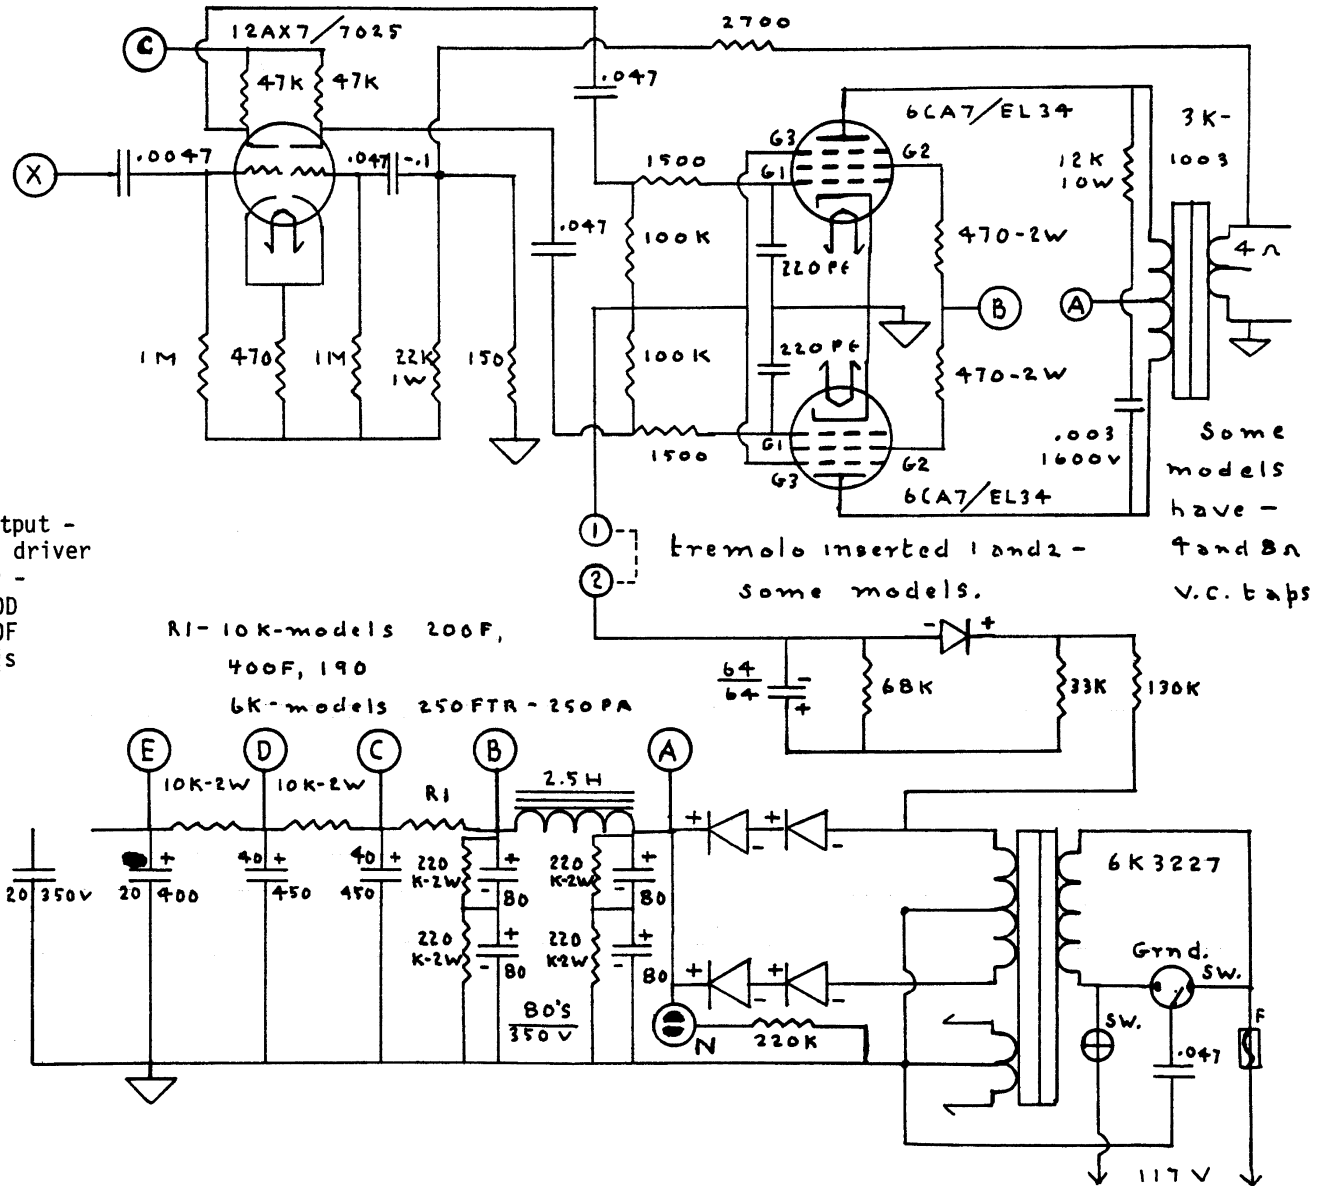 2700
12AX7/7025
C
47K 47K
.047
6CA7/EL34
3K-
1003
G3
G2
G1
X
.0047
.047-.1
1500
12K
10W
.047
100K
220PF
470-2W
4Ω
B
A
1M
470
1M
22K
1W
150
100K
220PF
470-2W
1500
G1
G3
G2
6CA7/EL34
.003
1600V
Some
models
have -
4 and 8Ω
V.C. taps
tput -
driver
-
OD
OF
s
1
2
tremolo inserted 1 and 2 -
some models.
R1- 10K-models 200F,
400F, 190
6K-models 250FTR-250PA
- +
64
64
-
+
68K
33K
130K
E
D
C
B
A
10K-2W
10K-2W
R1
2.5H
20 350V
+
20 400
40 +
450
40 +
450
220
K-2W
+
- 80
220
K-2W
+
- 80
220
K-2W
+
- 80
220
K-2W
+
- 80
80'S
350V
+ - + -
+ - + -
N
220K
6K3227
Grnd.
SW.
SW.
F
.047
117V